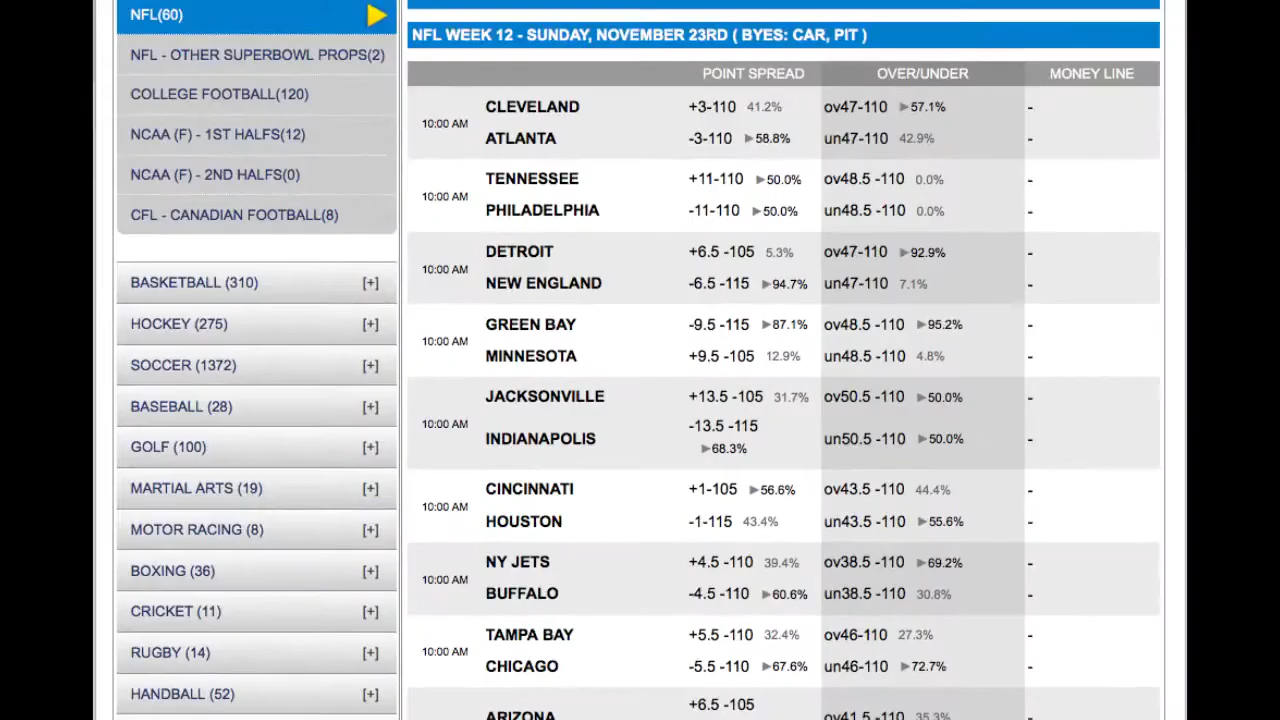 NFL(60)
NFL - OTHER SUPERBOWL PROPS(2)
COLLEGE FOOTBALL(120)
NCAA (F) - 1ST HALFS(12)
NCAA (F) - 2ND HALFS(0)
CFL - CANADIAN FOOTBALL(8)
BASKETBALL (310) [+]
HOCKEY (275) [+]
SOCCER (1372) [+]
BASEBALL (28) [+]
GOLF (100) [+]
MARTIAL ARTS (19) [+]
MOTOR RACING (8) [+]
BOXING (36) [+]
CRICKET (11) [+]
RUGBY (14) [+]
HANDBALL (52) [+]
NFL WEEK 12 - SUNDAY, NOVEMBER 23RD ( BYES: CAR, PIT )
POINT SPREAD OVER/UNDER MONEY LINE
10:00 AM
CLEVELAND +3-110 41.2% ov47-110 ▶57.1% -
ATLANTA -3-110 ▶58.8% un47-110 42.9% -
10:00 AM
TENNESSEE +11-110 ▶50.0% ov48.5 -110 0.0% -
PHILADELPHIA -11-110 ▶50.0% un48.5 -110 0.0% -
10:00 AM
DETROIT +6.5 -105 5.3% ov47-110 ▶92.9% -
NEW ENGLAND -6.5 -115 ▶94.7% un47-110 7.1% -
10:00 AM
GREEN BAY -9.5 -115 ▶87.1% ov48.5 -110 ▶95.2% -
MINNESOTA +9.5 -105 12.9% un48.5 -110 4.8% -
10:00 AM
JACKSONVILLE +13.5 -105 31.7% ov50.5 -110 ▶50.0% -
INDIANAPOLIS -13.5 -115 ▶68.3% un50.5 -110 ▶50.0% -
10:00 AM
CINCINNATI +1-105 ▶56.6% ov43.5 -110 44.4% -
HOUSTON -1-115 43.4% un43.5 -110 ▶55.6% -
10:00 AM
NY JETS +4.5 -110 39.4% ov38.5 -110 ▶69.2% -
BUFFALO -4.5 -110 ▶60.6% un38.5 -110 30.8% -
10:00 AM
TAMPA BAY +5.5 -110 32.4% ov46-110 27.3% -
CHICAGO -5.5 -110 ▶67.6% un46-110 ▶72.7% -
ARIZONA +6.5 -105 ov41.5 -110 35.3% -